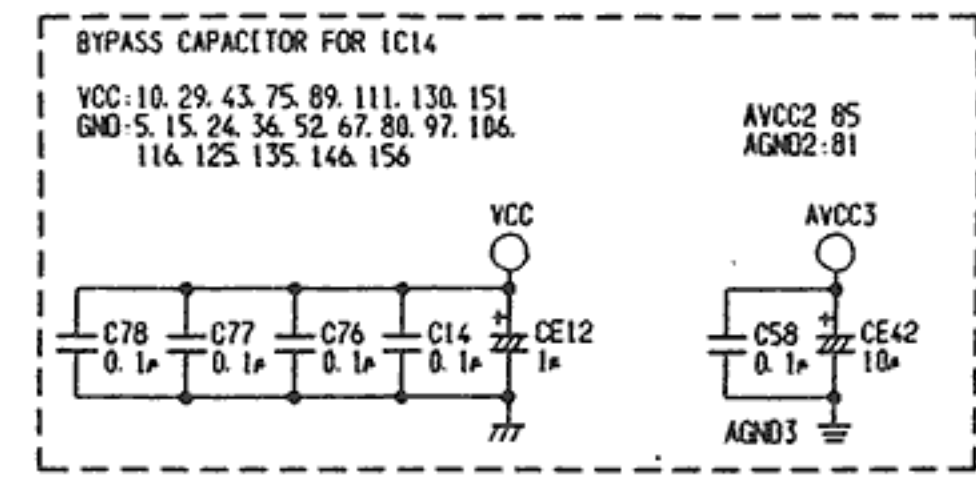 BYPASS CAPACITOR FOR IC14
VCC:10. 29. 43. 75. 89. 111. 130. 151
GND:5. 15. 24. 36. 52. 67. 80. 97. 106.
116. 125. 135. 146. 156
AVCC2 85
AGND2:81
VCC
AVCC3
C78
0. 1μ
C77
0. 1μ
C76
0. 1μ
C14
0. 1μ
+
CE12
1μ
C58
0. 1μ
+
CE42
10μ
AGND3